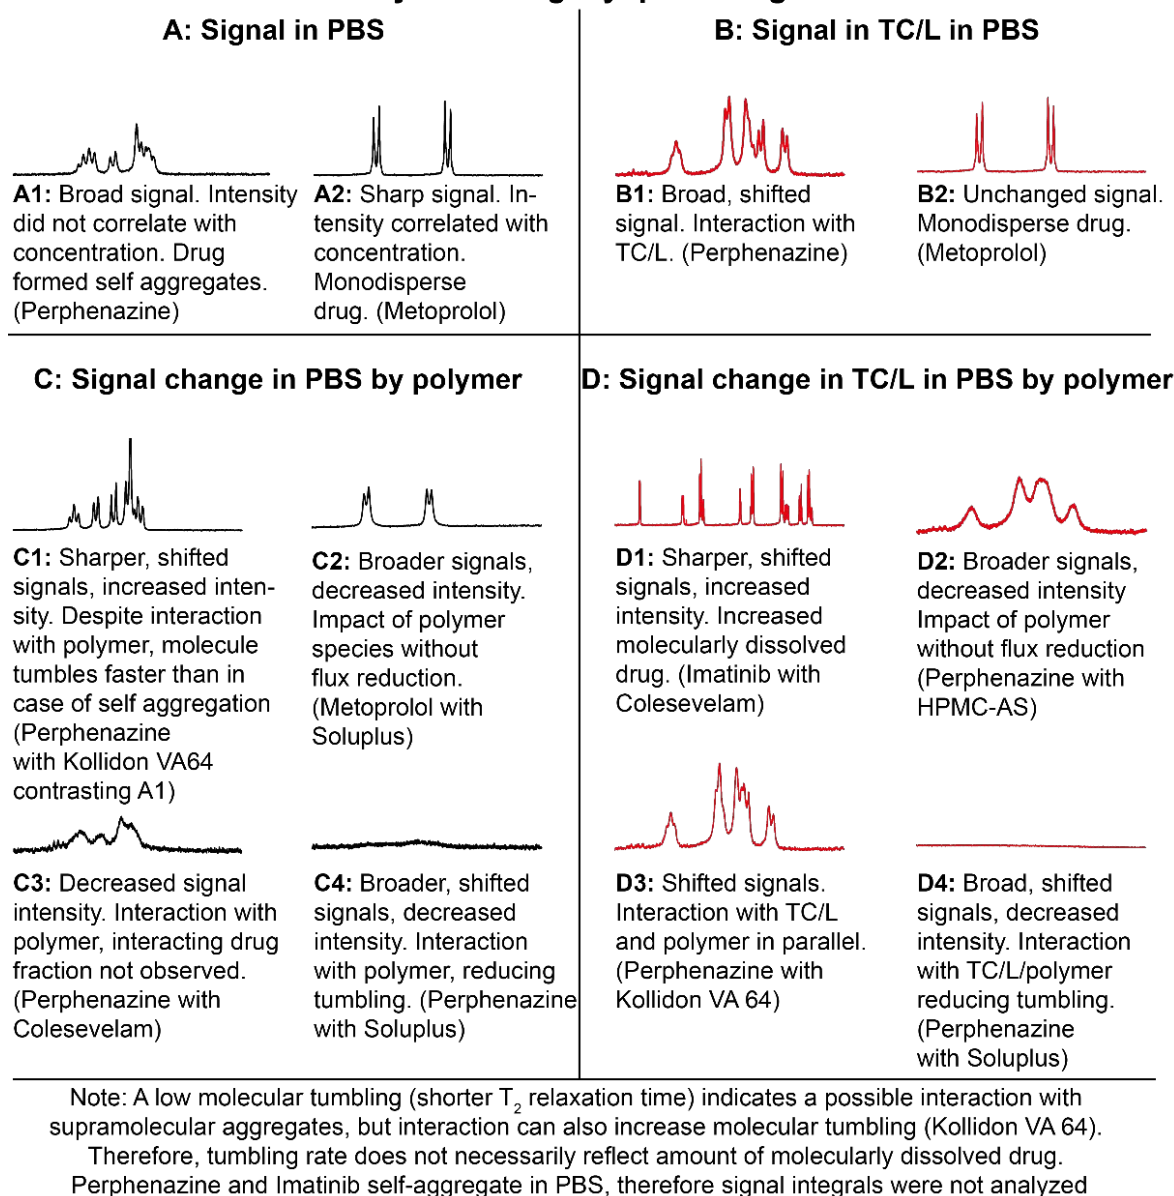 A: Signal in PBS
B: Signal in TC/L in PBS
A1: Broad signal. Intensity
did not correlate with
concentration. Drug
formed self aggregates.
(Perphenazine)
A2: Sharp signal. In-
tensity correlated with
concentration.
Monodisperse
drug. (Metoprolol)
B1: Broad, shifted
signal. Interaction with
TC/L. (Perphenazine)
B2: Unchanged signal.
Monodisperse drug.
(Metoprolol)
C: Signal change in PBS by polymer
D: Signal change in TC/L in PBS by polymer
C1: Sharper, shifted
signals, increased inten-
sity. Despite interaction
with polymer, molecule
tumbles faster than in
case of self aggregation
(Perphenazine
with Kollidon VA64
contrasting A1)
C2: Broader signals,
decreased intensity.
Impact of polymer
species without
flux reduction.
(Metoprolol with
Soluplus)
D1: Sharper, shifted
signals, increased
intensity. Increased
molecularly dissolved
drug. (Imatinib with
Colesevelam)
D2: Broader signals,
decreased intensity
Impact of polymer
without flux reduction
(Perphenazine with
HPMC-AS)
C3: Decreased signal
intensity. Interaction with
polymer, interacting drug
fraction not observed.
(Perphenazine with
Colesevelam)
C4: Broader, shifted
signals, decreased
intensity. Interaction
with polymer, reducing
tumbling. (Perphenazine
with Soluplus)
D3: Shifted signals.
Interaction with TC/L
and polymer in parallel.
(Perphenazine with
Kollidon VA 64)
D4: Broad, shifted
signals, decreased
intensity. Interaction
with TC/L/polymer
reducing tumbling.
(Perphenazine
with Soluplus)
Note: A low molecular tumbling (shorter T2 relaxation time) indicates a possible interaction with
supramolecular aggregates, but interaction can also increase molecular tumbling (Kollidon VA 64).
Therefore, tumbling rate does not necessarily reflect amount of molecularly dissolved drug.
Perphenazine and Imatinib self-aggregate in PBS, therefore signal integrals were not analyzed